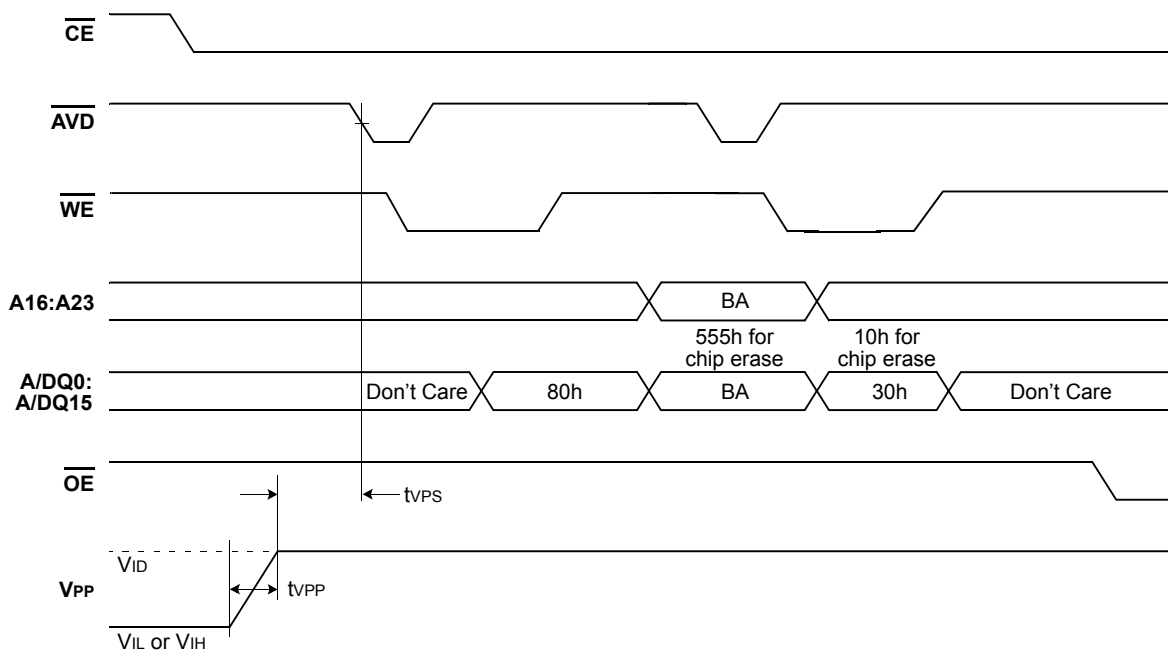 CE
AVD
WE
A16:A23
BA
555h for
chip erase
10h for
chip erase
A/DQ0:
A/DQ15
Don't Care
80h
BA
30h
Don't Care
OE
tVPS
VID
VPP
tVPP
VIL or VIH